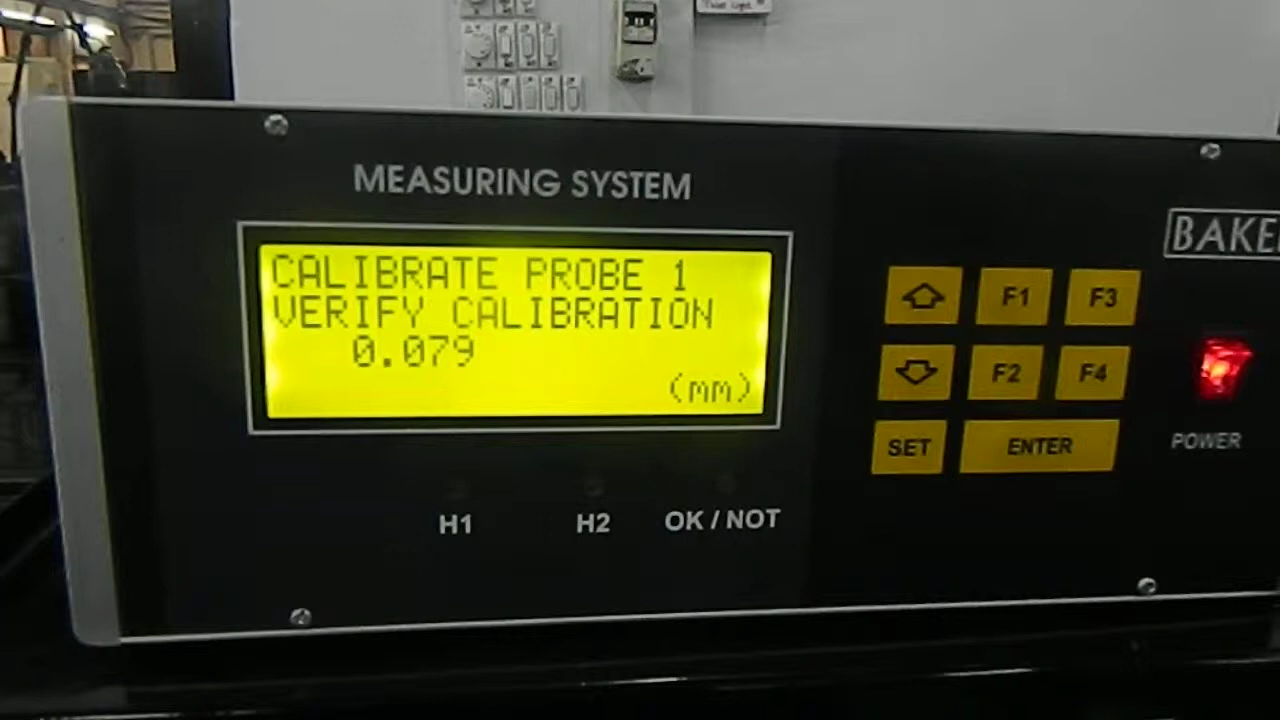 MEASURING SYSTEM
CALIBRATE PROBE 1
VERIFY CALIBRATION
0.079
(mm)
H1
H2
OK / NOT
F1
F3
F2
F4
SET
ENTER
BAKE
POWER